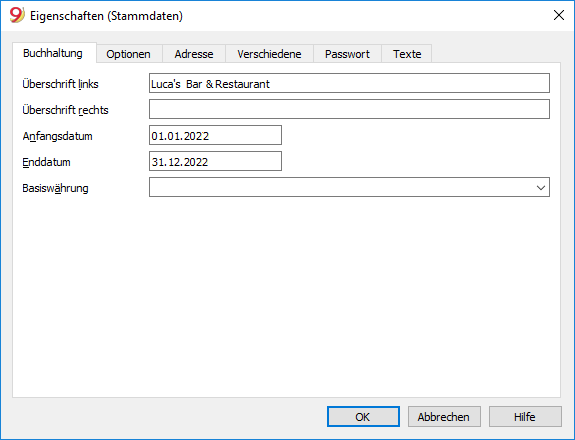 9 Eigenschaften (Stammdaten)
Buchhaltung Optionen Adresse Verschiedene Passwort Texte
Überschrift links Luca's Bar & Restaurant
Überschrift rechts
Anfangsdatum 01.01.2022
Enddatum 31.12.2022
Basiswährung
OK Abbrechen Hilfe